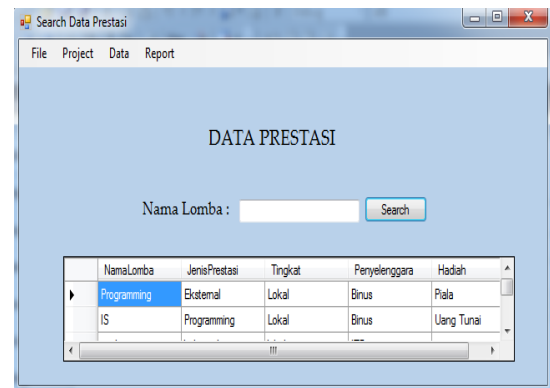 Search Data Prestasi
File Project Data Report
DATA PRESTASI
Nama Lomba : Search
NamaLomba JenisPrestasi Tingkat Penyelenggara Hadiah
Programming Eksternal Lokal Binus Piala
IS Programming Lokal Binus Uang Tunai